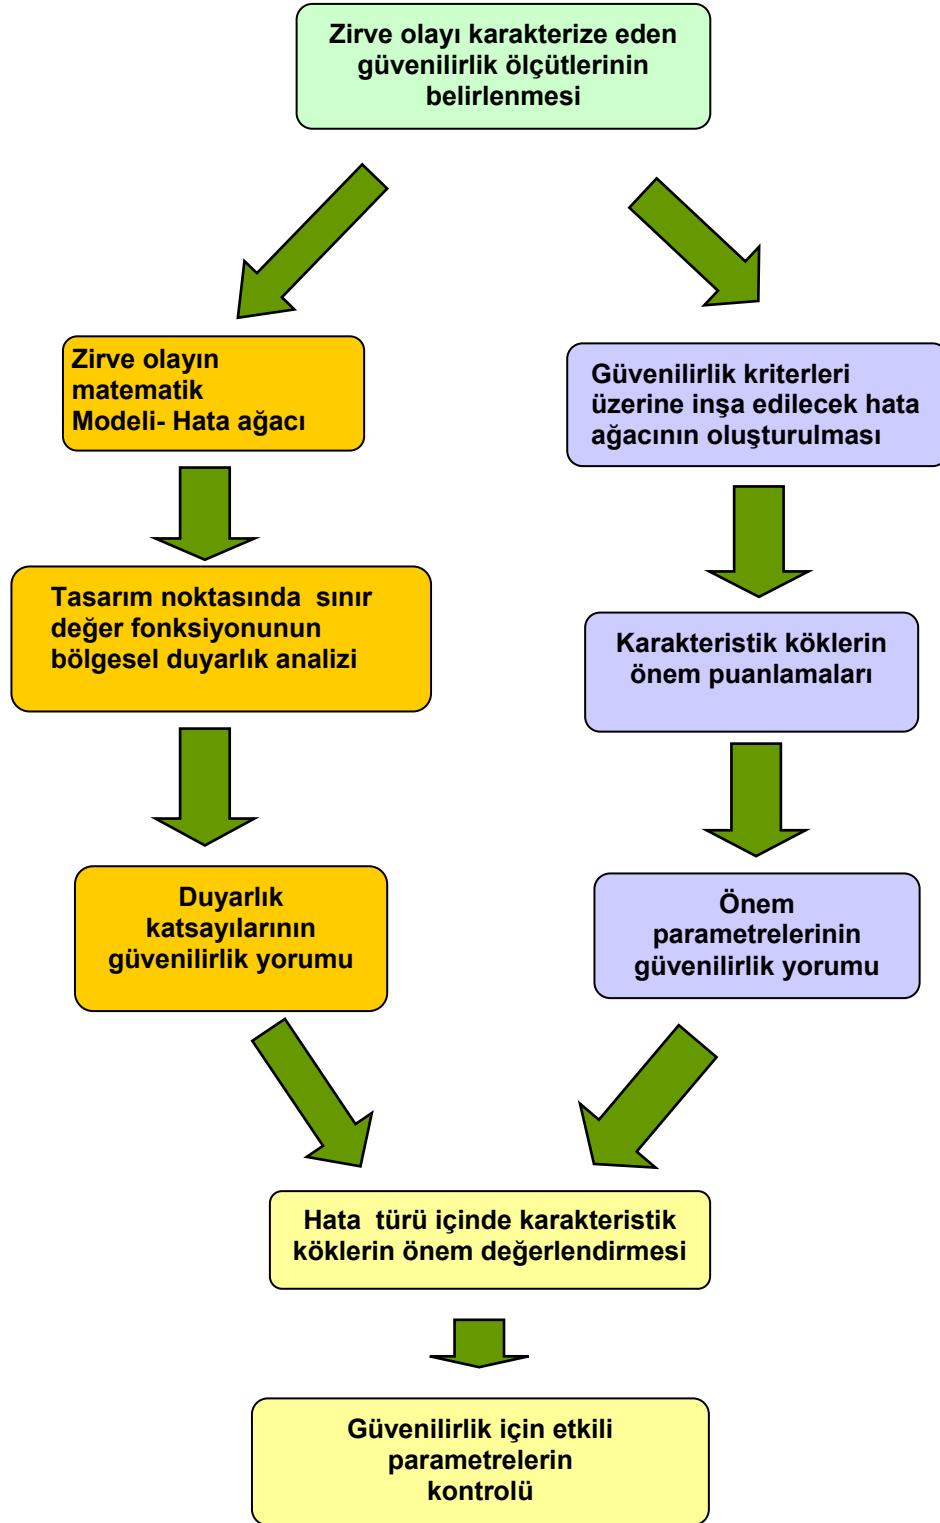 Zirve olayı karakterize eden
güvenilirlik ölçütlerinin
belirlenmesi
Zirve olayın
matematik
Modeli- Hata ağacı
Güvenilirlik kriterleri
üzerine inşa edilecek hata
ağacının oluşturulması
Tasarım noktasında sınır
değer fonksiyonunun
bölgesel duyarlık analizi
Karakteristik köklerin
önem puanlamaları
Duyarlık
katsayılarının
güvenilirlik yorumu
Önem
parametrelerinin
güvenilirlik yorumu
Hata türü içinde karakteristik
köklerin önem değerlendirmesi
Güvenilirlik için etkili
parametrelerin
kontrolü